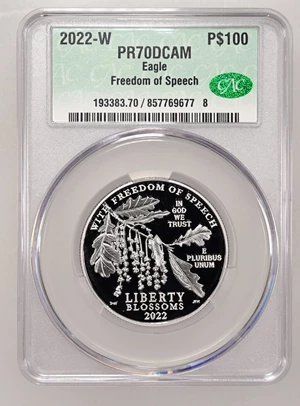 2022-W P$100
PR70DCAM
Eagle
Freedom of Speech
CAC
193383.70 / 857769677 8
WITH FREEDOM OF SPEECH
IN
GOD
WE
TRUST
E
PLURIBUS
UNUM
LIBERTY
BLOSSOMS
2022